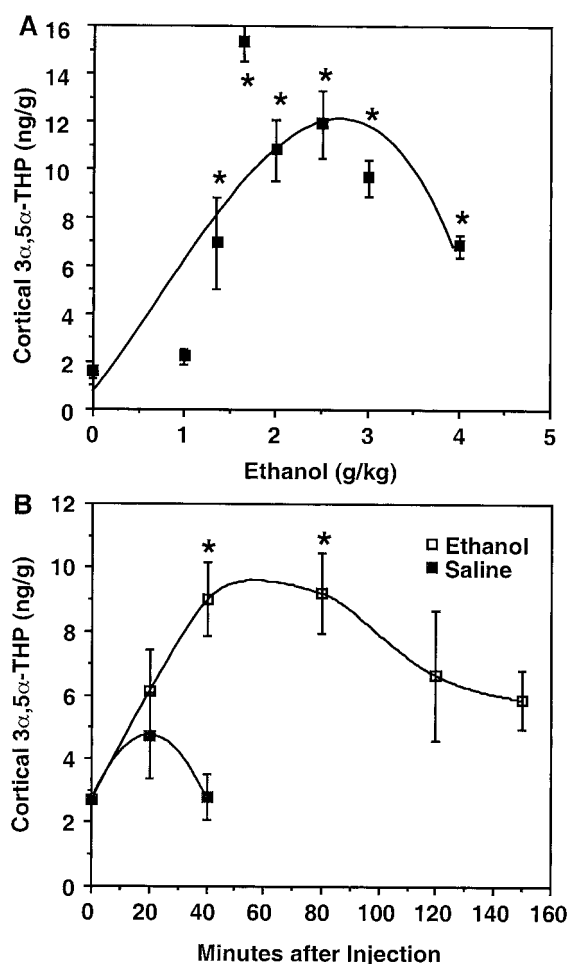 A
Cortical 3α,5α-THP (ng/g)
16
14
12
10
8
6
4
2
0
*
*
*
*
*
*
0 1 2 3 4 5
Ethanol (g/kg)
B
Cortical 3α,5α-THP (ng/g)
12
10
8
6
4
2
0
*
*
Ethanol
Saline
0 20 40 60 80 100 120 140 160
Minutes after Injection